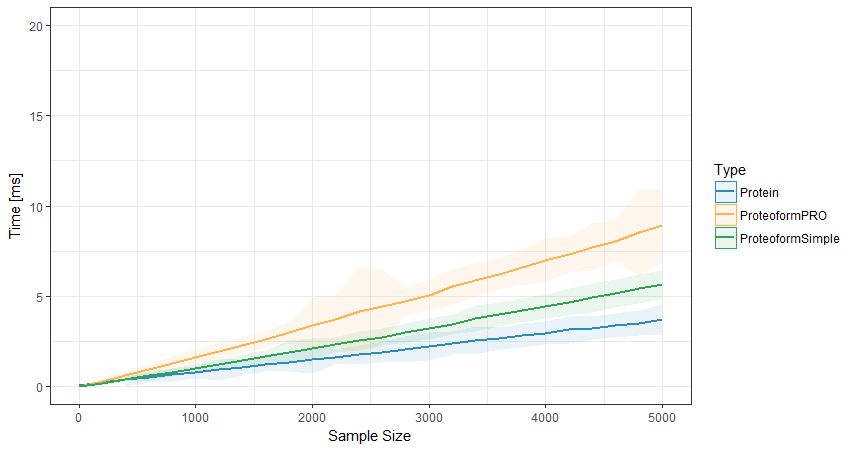 20
15
10
5
0
Time [ms]
0 1000 2000 3000 4000 5000
Sample Size
Type
Protein
ProteoformPRO
ProteoformSimple